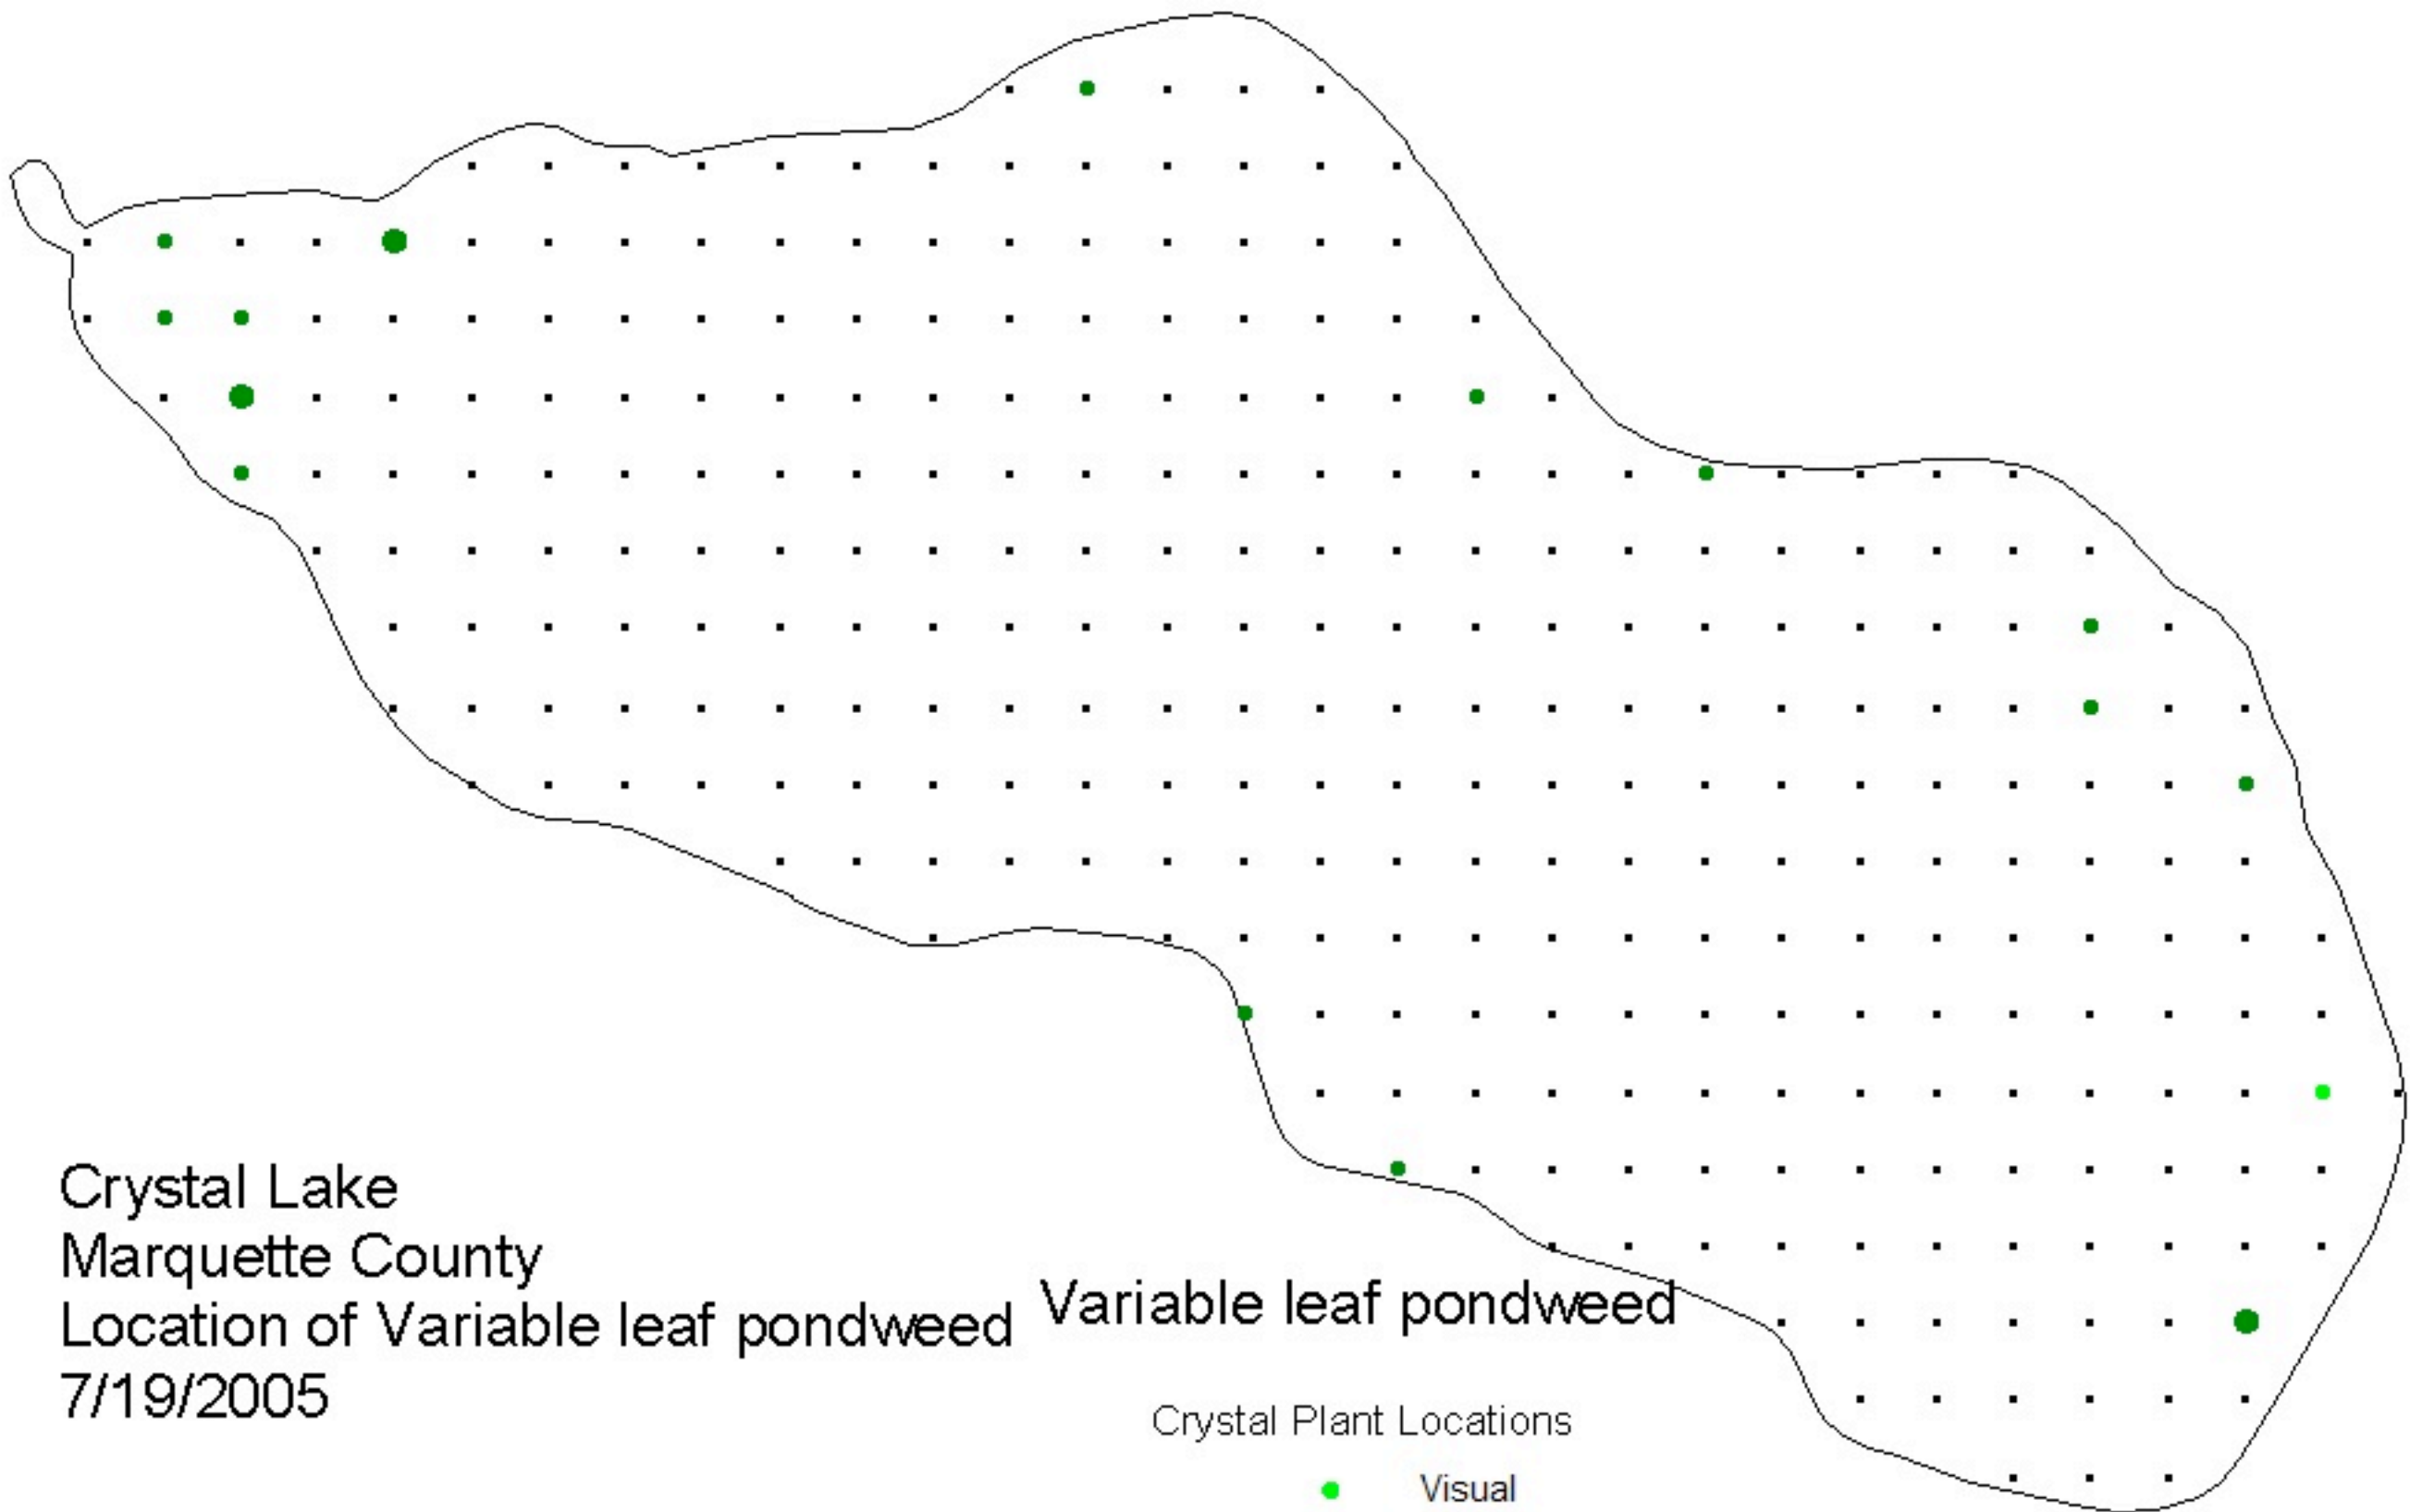 Crystal Lake
Marquette County
Location of Variable leaf pondweed
7/19/2005
Variable leaf pondweed
Crystal Plant Locations
Visual